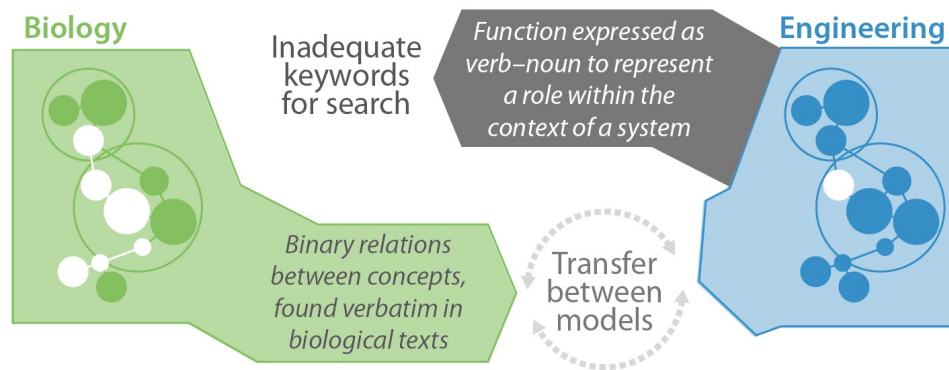 Biology
Inadequate
keywords
for search
Function expressed as
verb–noun to represent
a role within the
context of a system
Engineering
Binary relations
between concepts,
found verbatim in
biological texts
Transfer
between
models